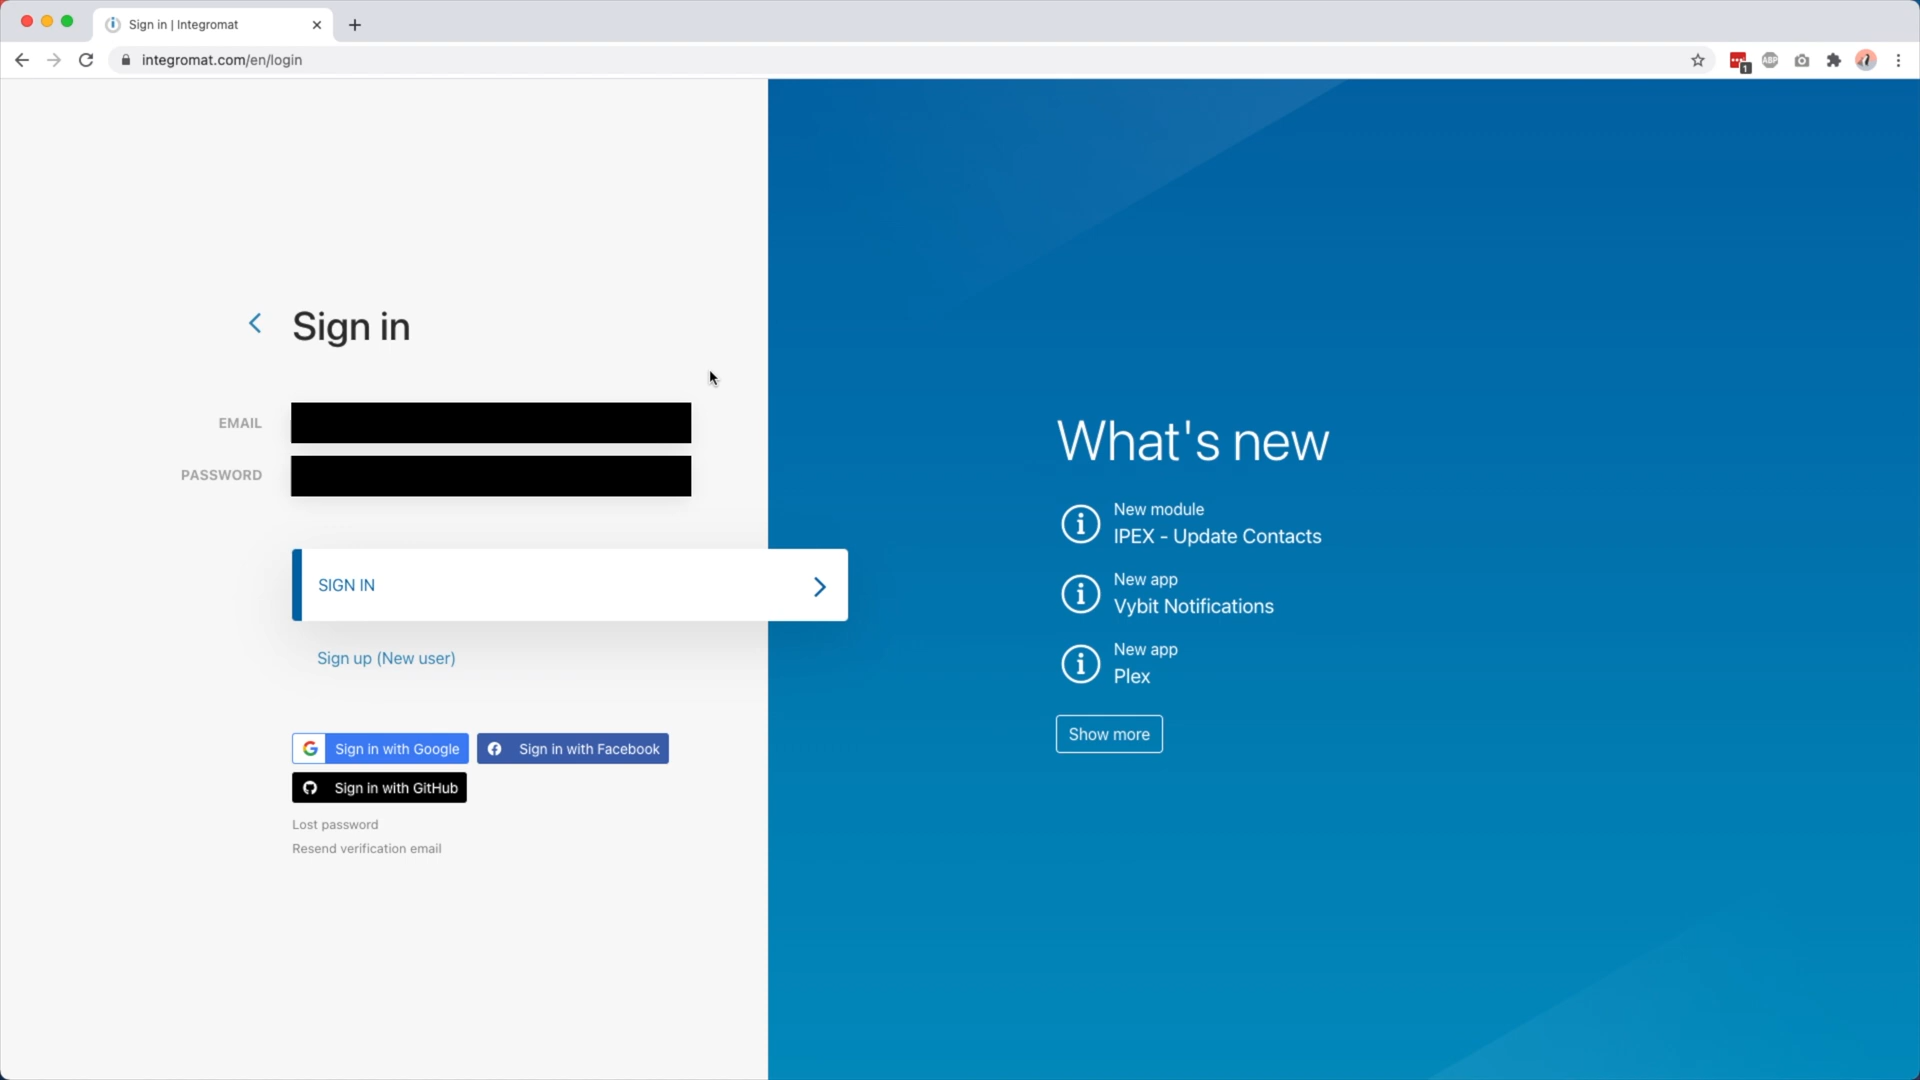 Sign in | Integromat
integromat.com/en/login
1
ABP
Sign in
EMAIL
PASSWORD
SIGN IN
Sign up (New user)
Sign in with Google
Sign in with Facebook
Sign in with GitHub
Lost password
Resend verification email
What's new
New module
IPEX - Update Contacts
New app
Vybit Notifications
New app
Plex
Show more